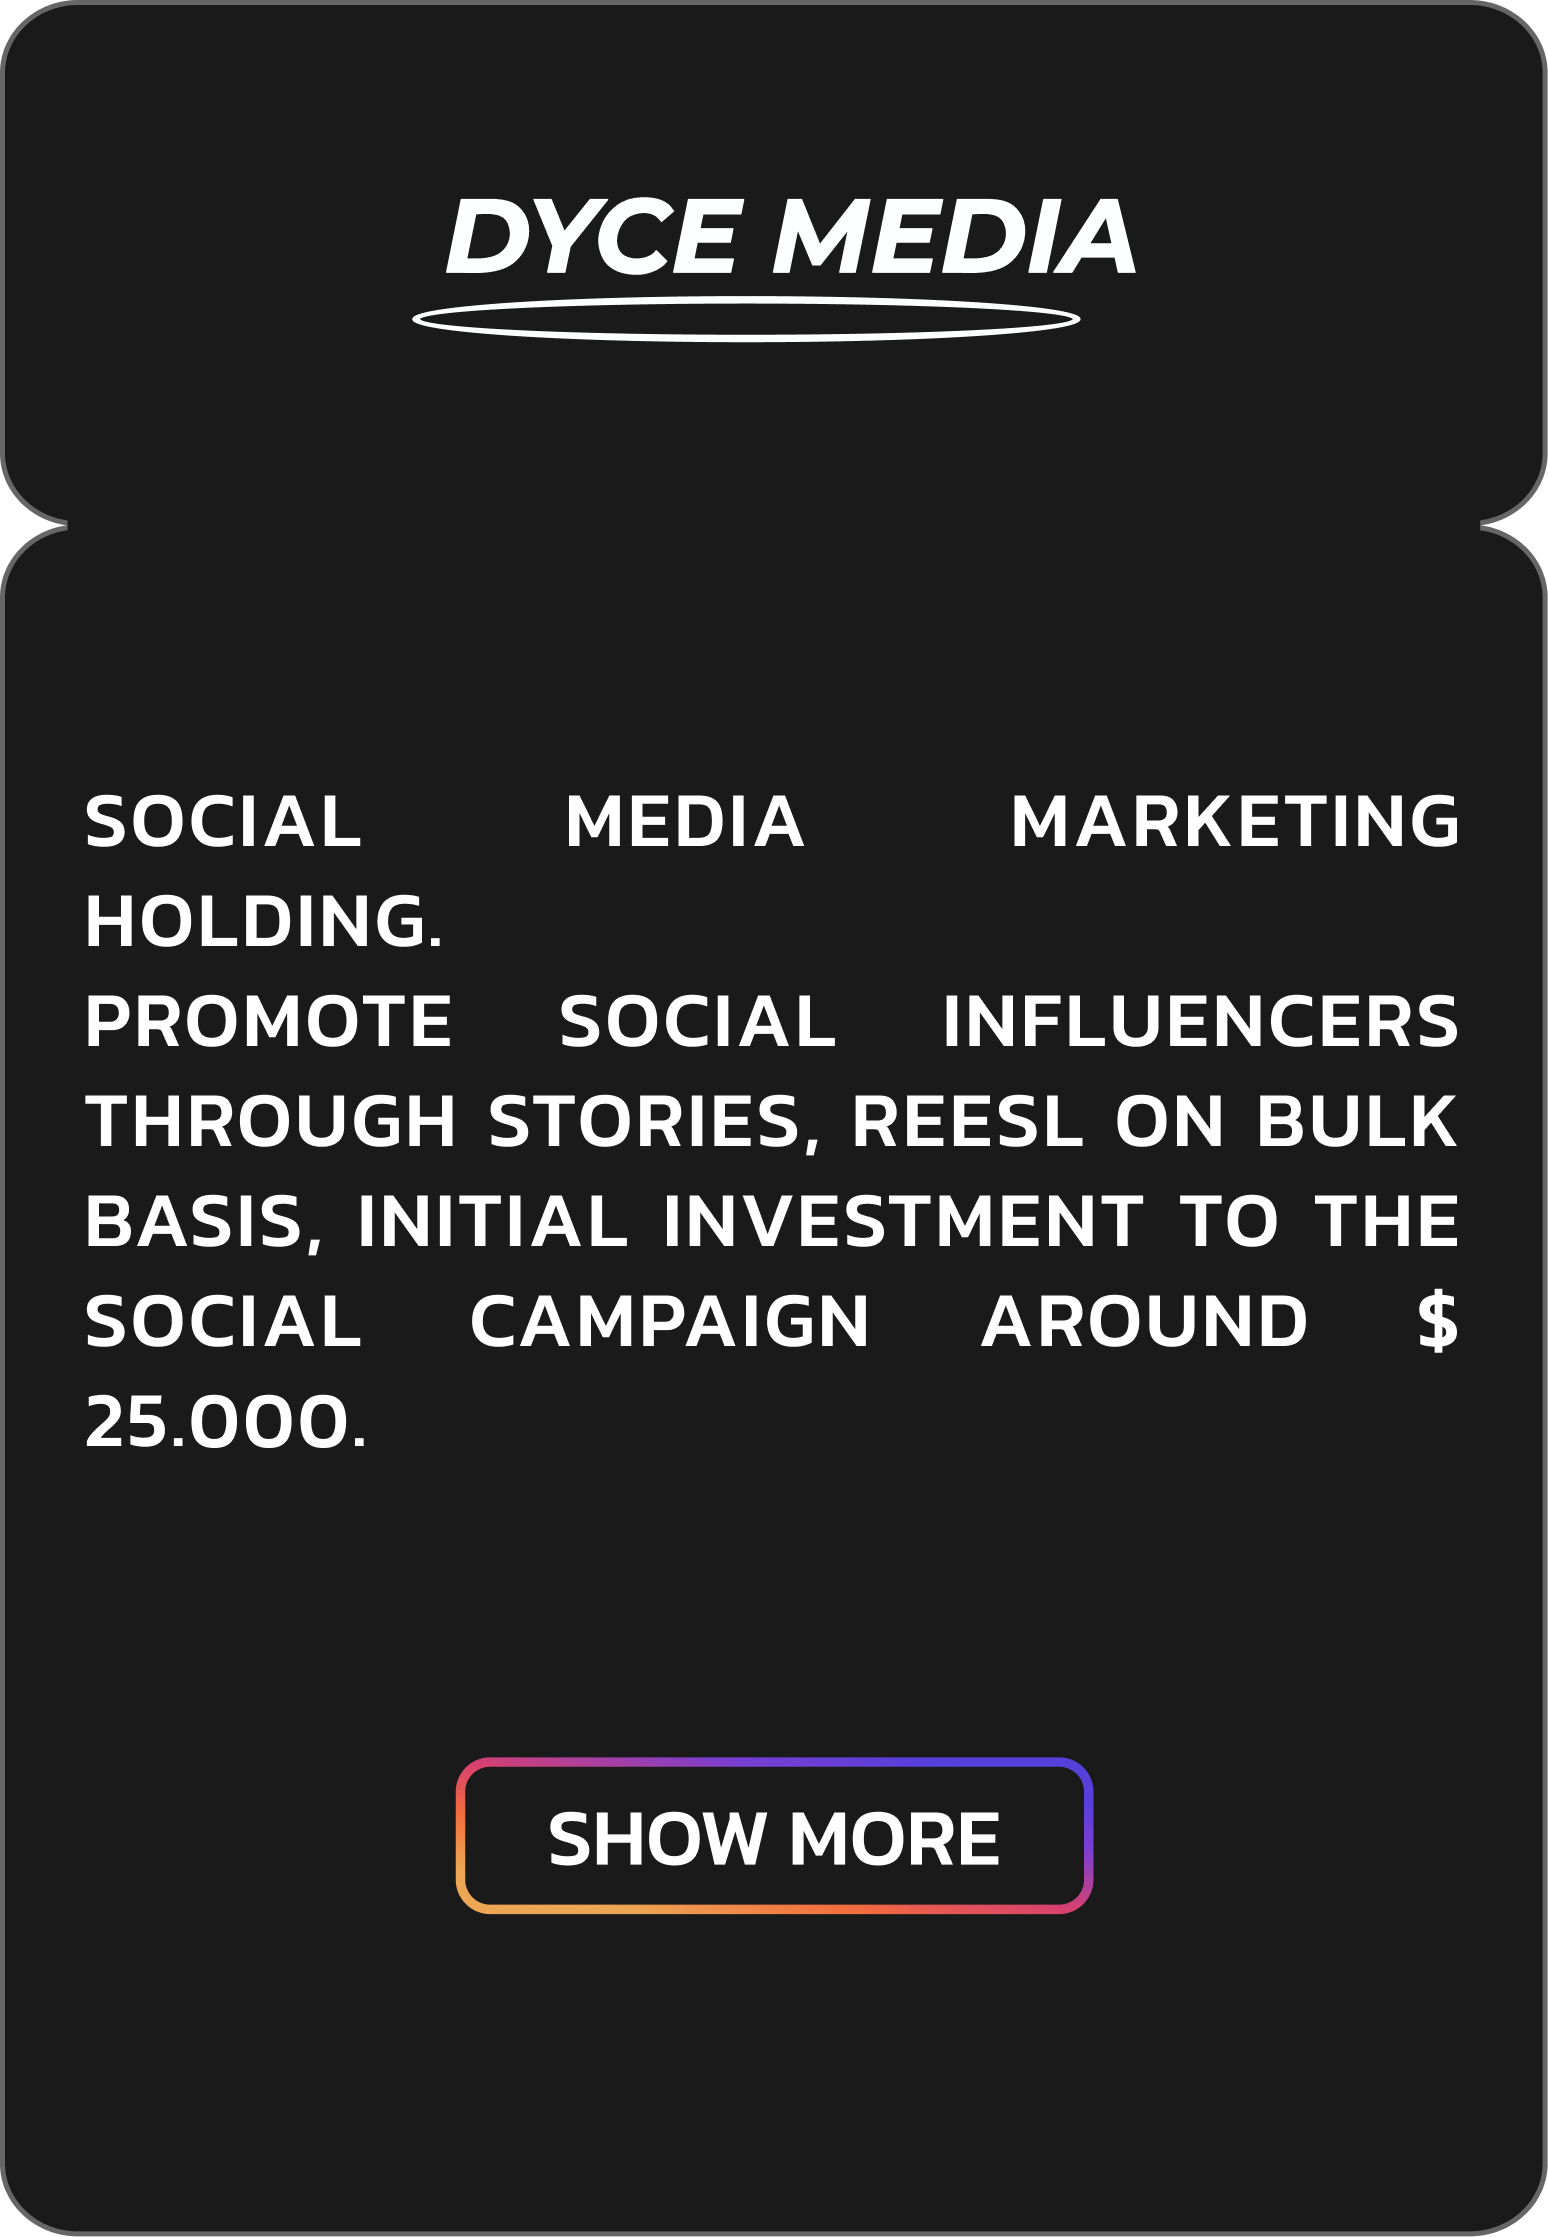 DYCE MEDIA
SOCIAL MEDIA MARKETING
HOLDING.
PROMOTE SOCIAL INFLUENCERS
THROUGH STORIES, REESL ON BULK
BASIS, INITIAL INVESTMENT TO THE
SOCIAL CAMPAIGN AROUND $
25.000.
SHOW MORE